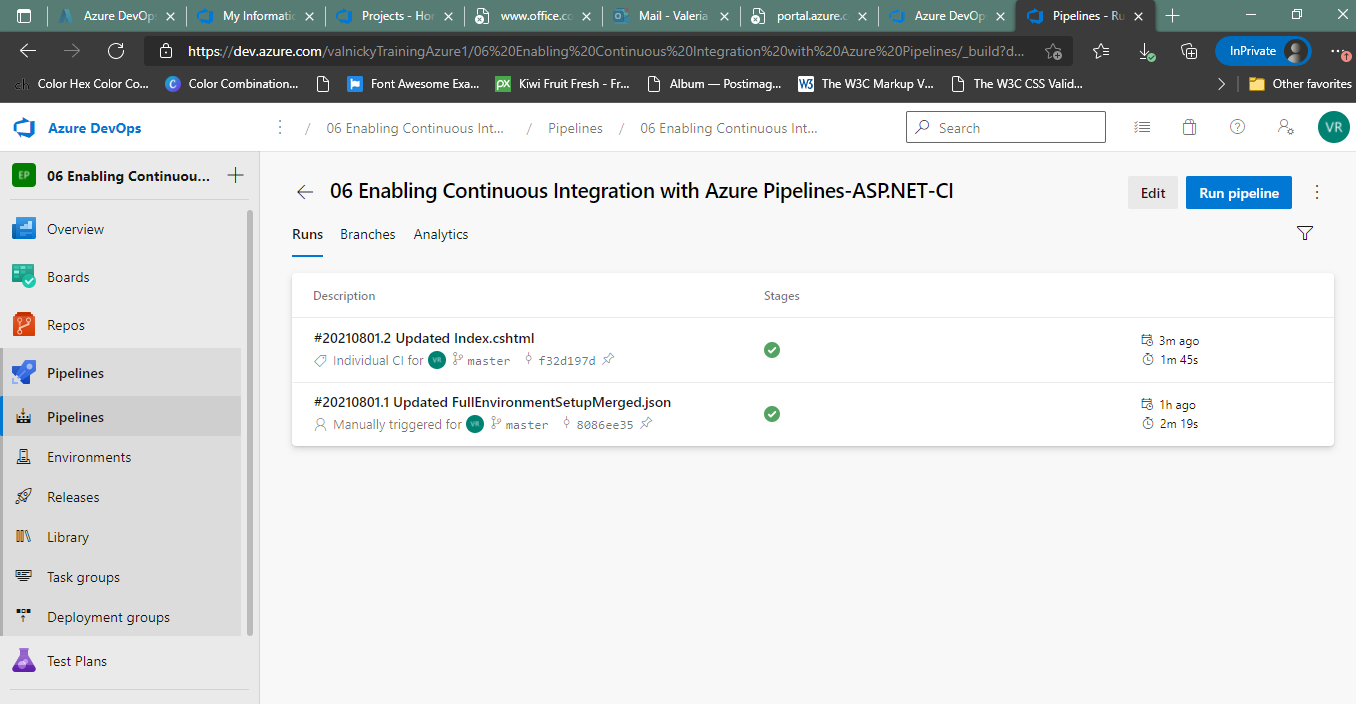 Azure DevOps
My Informatic
Projects - Ho
www.office.co
Mail - Valeria
portal.azure.c
Azure DevOp
Pipelines - Ru
https://dev.azure.com/valnickyTrainingAzure1/06%20Enabling%20Continuous%20Integration%20with%20Azure%20Pipelines/_build?d...
InPrivate
Color Hex Color Co...
Color Combination...
Font Awesome Exa...
px
Kiwi Fruit Fresh - Fr...
Album — Postimag...
W3
The W3C Markup V...
The W3C CSS Valid...
Other favorites
Azure DevOps
/ 06 Enabling Continuous Int... / Pipelines / 06 Enabling Continuous Int...
Search
VR
EP
06 Enabling Continuou...
Overview
Boards
Repos
Pipelines
Pipelines
Environments
Releases
Library
Task groups
Deployment groups
Test Plans
06 Enabling Continuous Integration with Azure Pipelines-ASP.NET-CI
Edit
Run pipeline
Runs Branches Analytics
Description Stages
#20210801.2 Updated Index.cshtml
Individual CI for VR master f32d197d
3m ago
1m 45s
#20210801.1 Updated FullEnvironmentSetupMerged.json
Manually triggered for VR master 8086ee35
1h ago
2m 19s